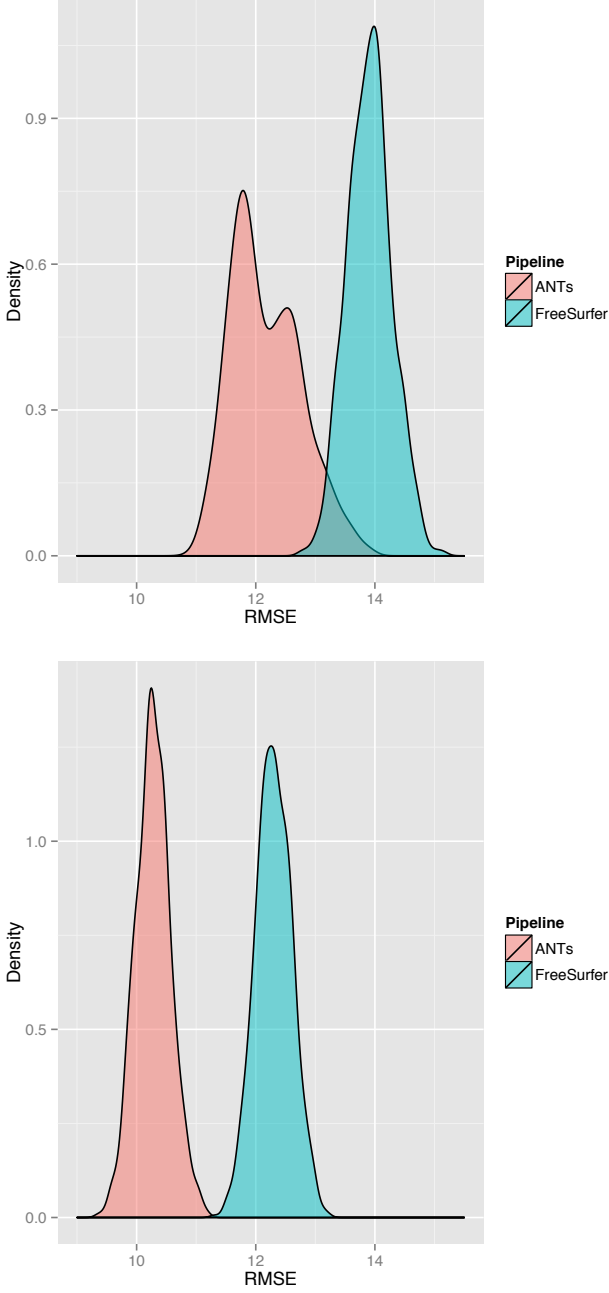 0.9
0.6
0.3
0.0
Density
10 12 14
RMSE
Pipeline
ANTs
FreeSurfer
1.0
0.5
0.0
Density
10 12 14
RMSE
Pipeline
ANTs
FreeSurfer